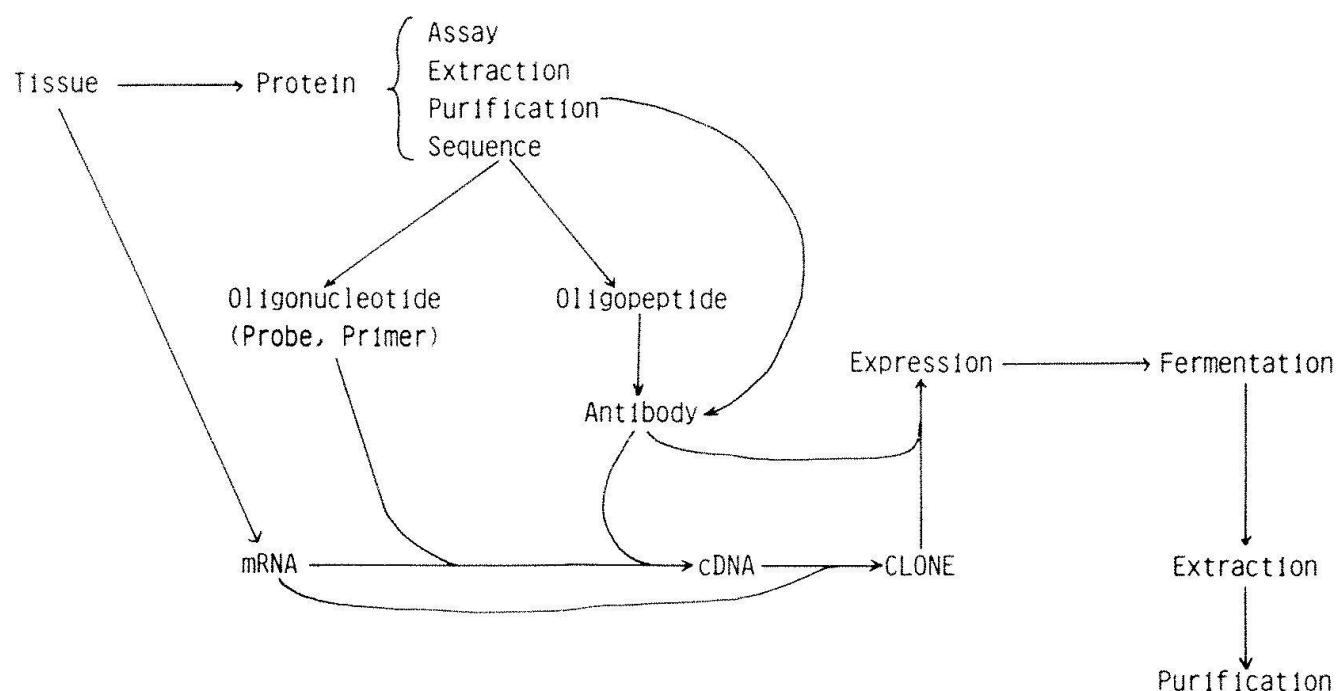 Assay
Tissue
Protein
Extraction
Purification
Sequence
Oligonucleotide
(Probe, Primer)
Oligopeptide
Expression
Fermentation
Antibody
mRNA
cDNA
CLONE
Extraction
Purification